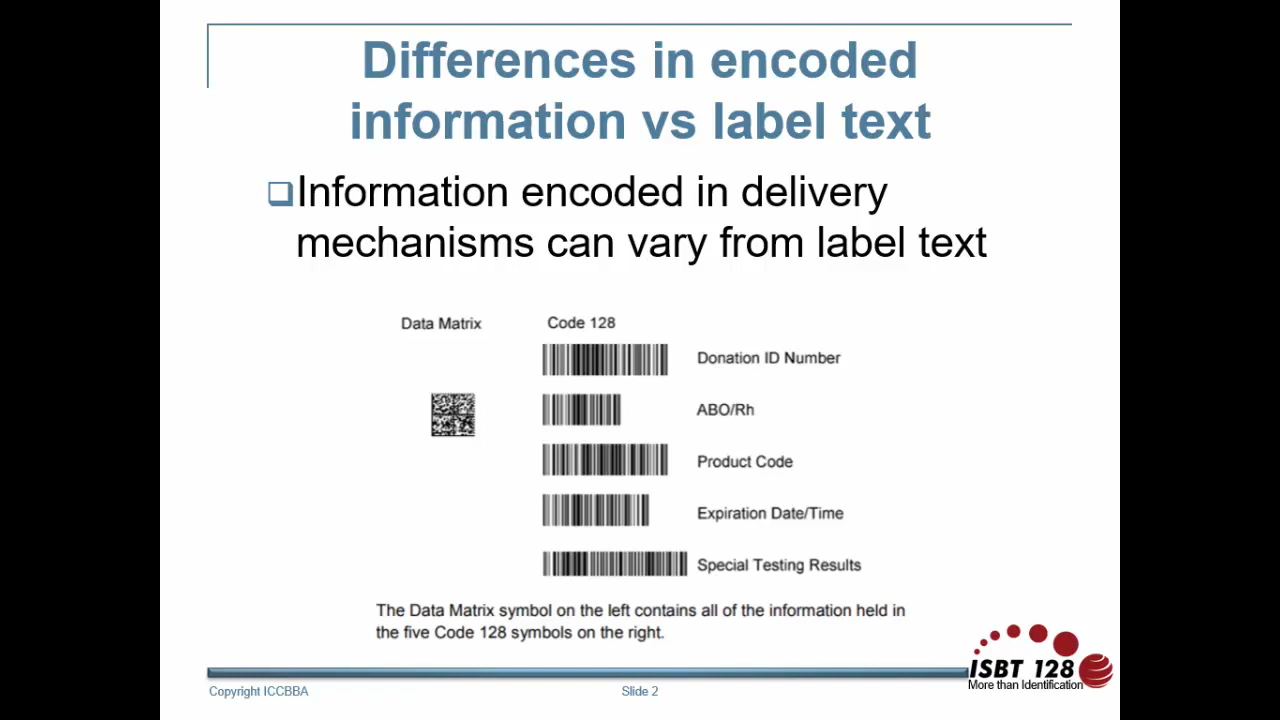 Differences in encoded
information vs label text
Information encoded in delivery
mechanisms can vary from label text
Data Matrix
Code 128
Donation ID Number
ABO/Rh
Product Code
Expiration Date/Time
Special Testing Results
The Data Matrix symbol on the left contains all of the information held in
the five Code 128 symbols on the right.
ISBT 128
More than Identification
Copyright ICCBBA
Slide 2